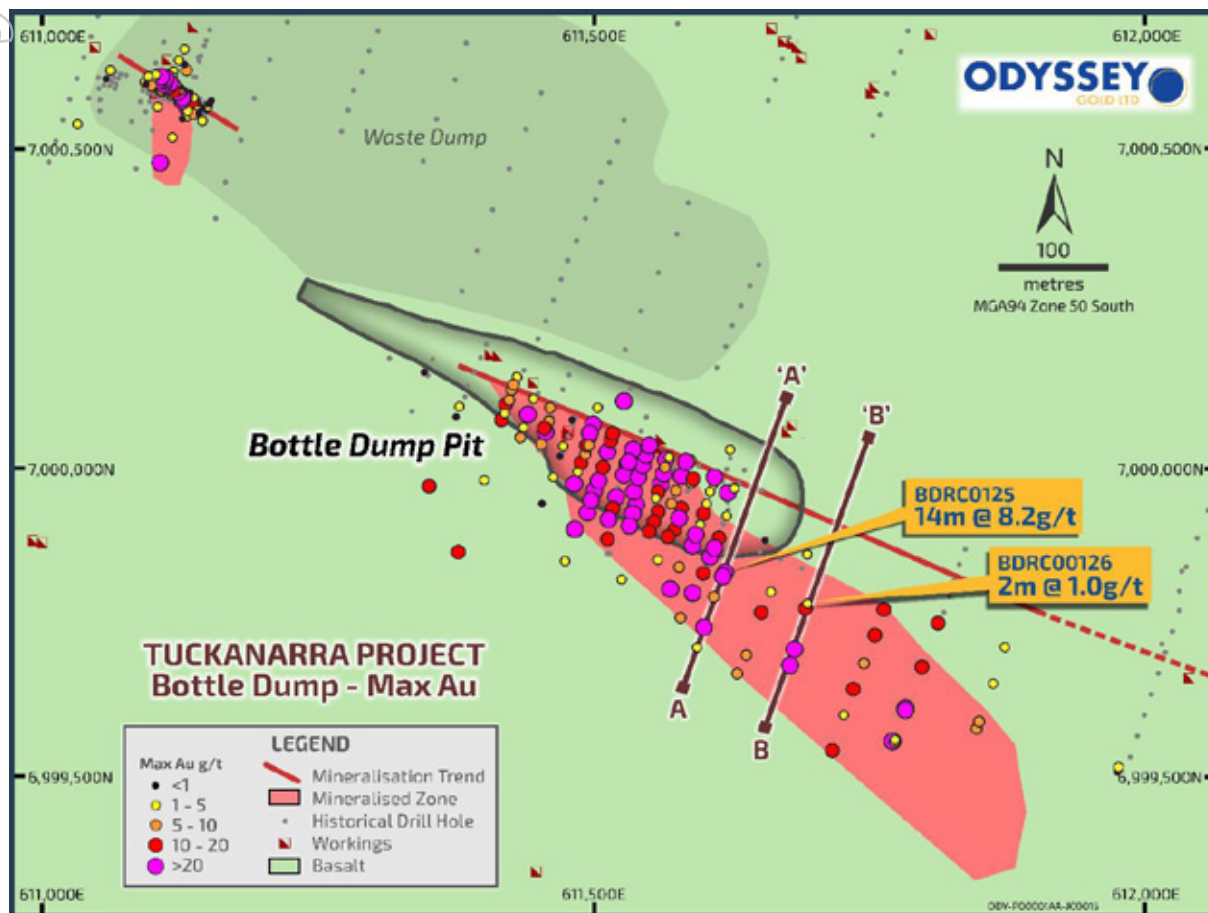 611,000E
611,500E
612,000E
ODYSSEY
GOLD LTD
Waste Dump
7,000,500N
7,000,500N
N
100
metres
MGA94 Zone 50 South
'A'
'B'
Bottle Dump Pit
7,000,000N
7,000,000N
BDRC0125
14m @ 8.2g/t
BDRC00126
2m @ 1.0g/t
TUCKANARRA PROJECT
Bottle Dump - Max Au
A
B
LEGEND
Max Au g/t
<1
1 - 5
5 - 10
10 - 20
>20
Mineralisation Trend
Mineralised Zone
Historical Drill Hole
Workings
Basalt
6,999,500N
6,999,500N
611,000E
611,500E
612,000E